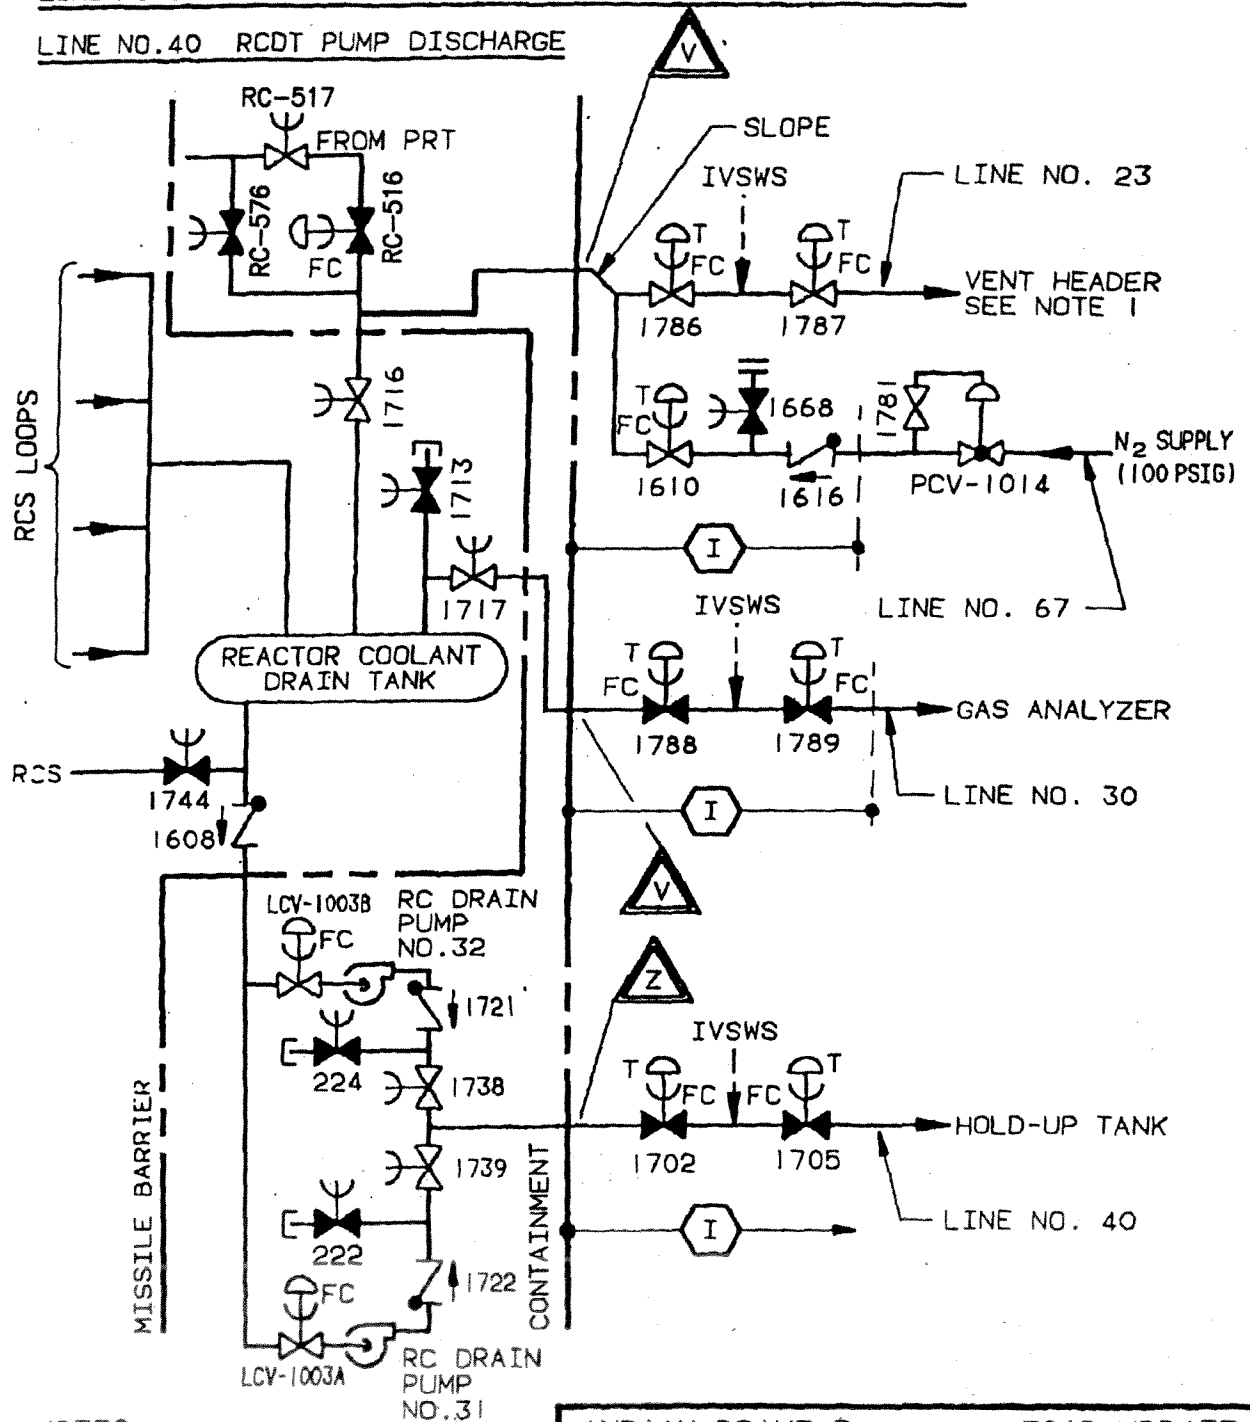 LINE NO.40 RCDT PUMP DISCHARGE
V
RC-517
FROM PRT
SLOPE
IVSWS
LINE NO. 23
RC-576
RC-516
FC
T
FC
T
FC
VENT HEADER
SEE NOTE 1
1786
1787
RCS LOOPS
1716
T
FC
1668
1781
N2 SUPPLY
(100 PSIG)
1713
1610
1616
PCV-1014
I
1717
IVSWS
LINE NO. 67
REACTOR COOLANT
DRAIN TANK
T
FC
T
FC
GAS ANALYZER
1788
1789
RCS
1744
1608
I
LINE NO. 30
V
LCV-1003B
FC
RC DRAIN
PUMP
NO.32
Z
1721
IVSWS
224
1738
T
FC
FC
T
HOLD-UP TANK
1702
1705
MISSILE BARRIER
1739
CONTAINMENT
222
I
LINE NO. 40
1722
FC
LCV-1003A
RC DRAIN
PUMP
NO.31